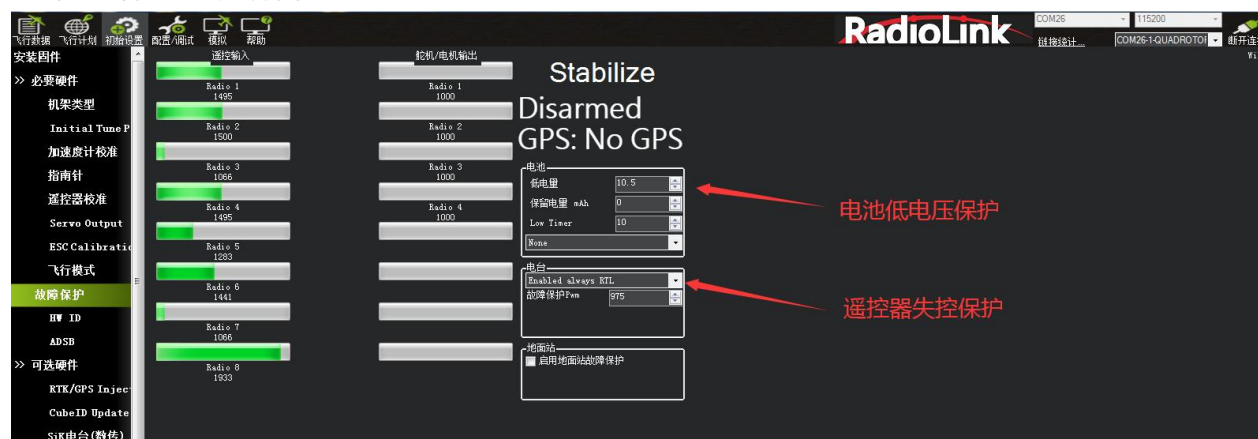 飞行数据 飞行计划 初始设置 配置/调试 模拟 帮助
RadioLink
COM26 115200
链接统计... COM26-1-QUADROTOR 断开连
安装固件
>> 必要硬件
机架类型
Initial Tune P
加速度计校准
指南针
遥控器校准
Servo Output
ESC Calibratio
飞行模式
故障保护
HW ID
ADSB
>> 可选硬件
RTK/GPS Injec
CubeID Update
SiK电台(数传)
遥控输入
Radio 1
1495
Radio 2
1500
Radio 3
1066
Radio 4
1495
Radio 5
1283
Radio 6
1441
Radio 7
1066
Radio 8
1933
舵机/电机输出
Radio 1
1000
Radio 2
1000
Radio 3
1000
Radio 4
1000
Stabilize
Disarmed
GPS: No GPS
电池
低电量 10.5
保留电量 mAh 0
Low Timer 10
None
电台
Enabled always RTL
故障保护Pwm 975
地面站
启用地面站故障保护
电池低电压保护
遥控器失控保护